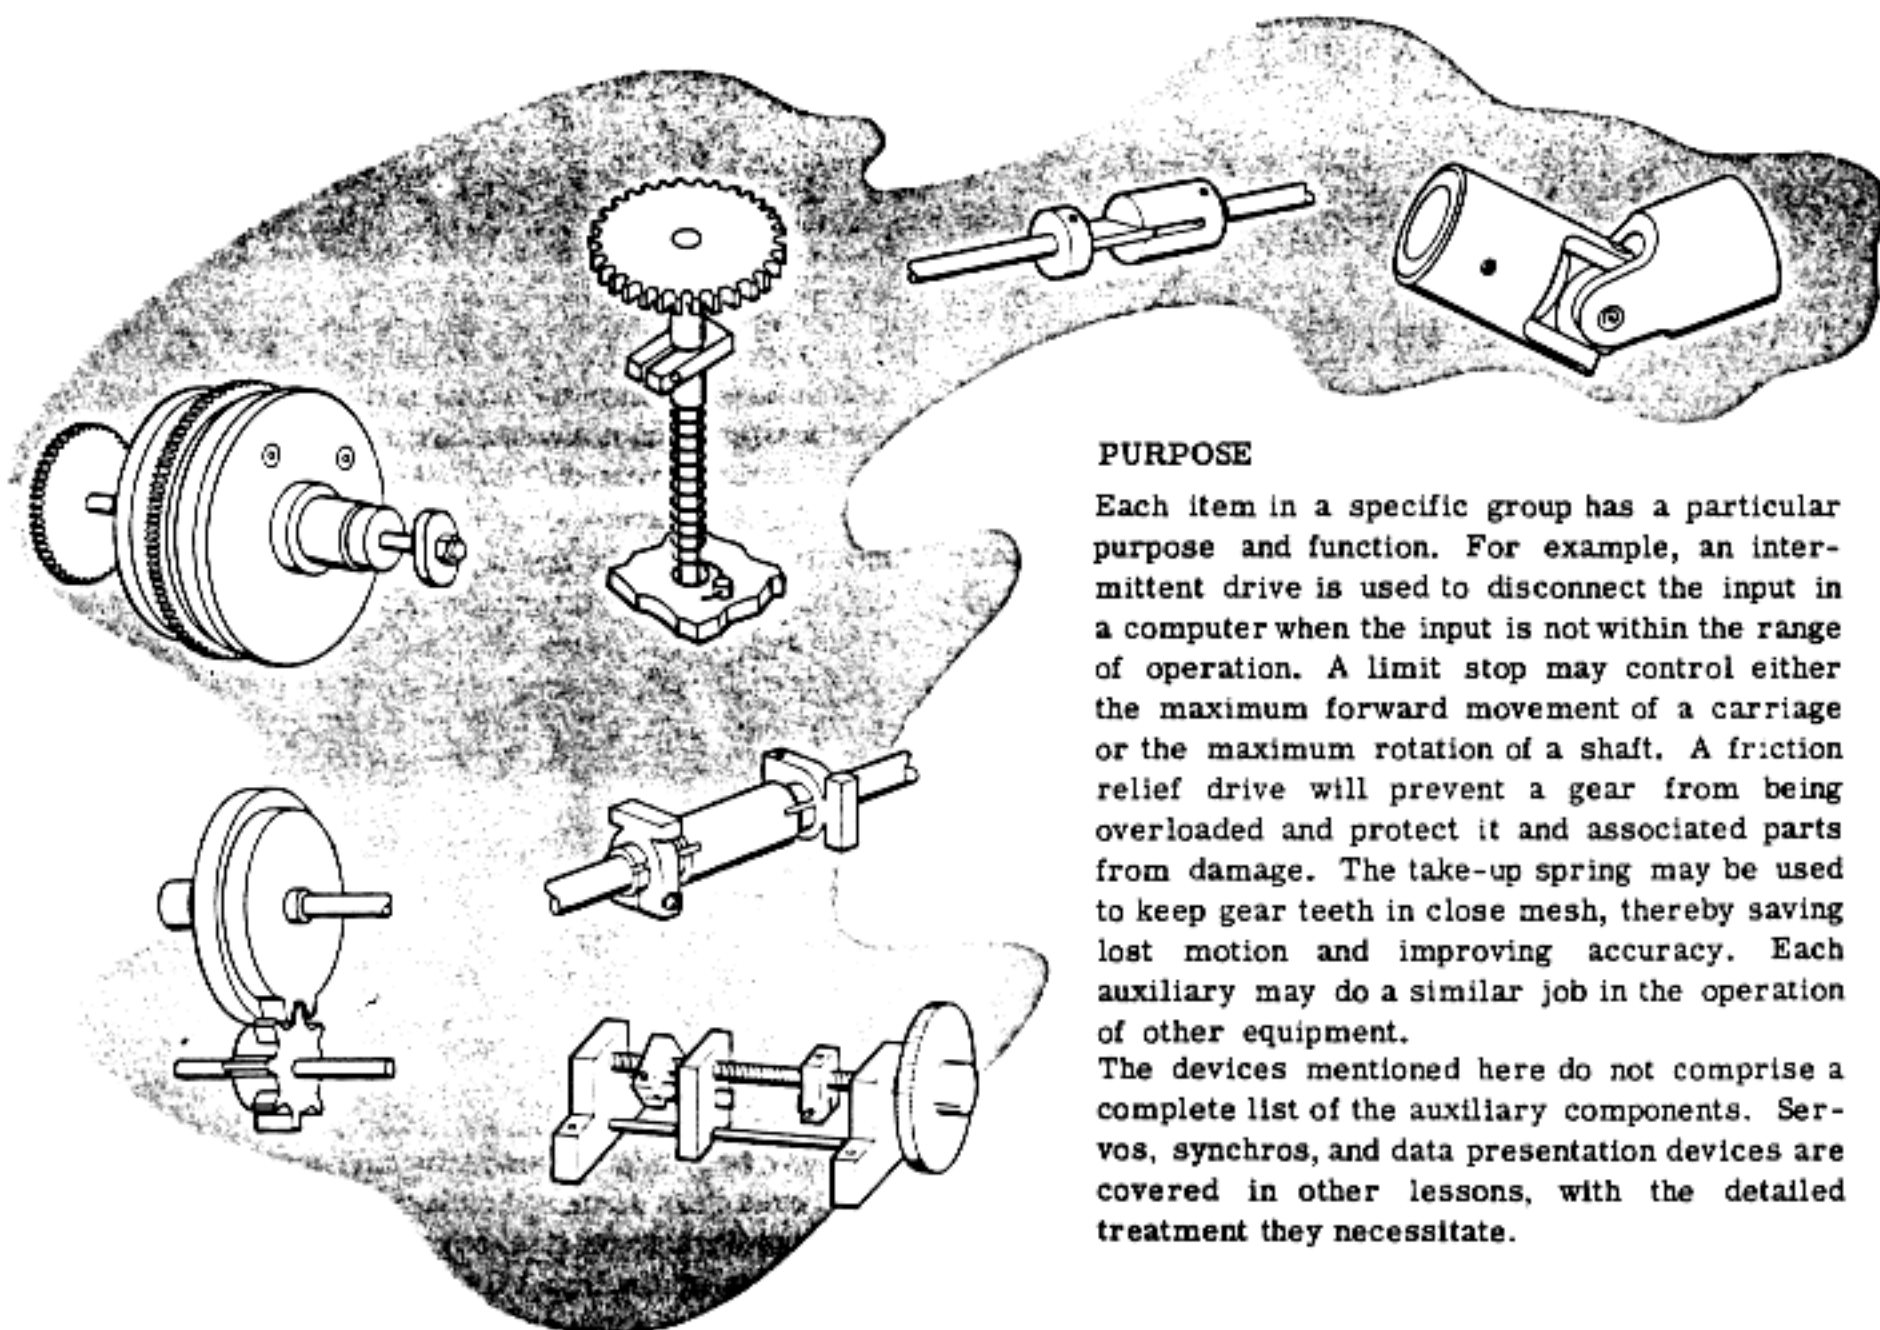 PURPOSE
Each item in a specific group has a particular
purpose and function. For example, an inter-
mittent drive is used to disconnect the input in
a computer when the input is not within the range
of operation. A limit stop may control either
the maximum forward movement of a carriage
or the maximum rotation of a shaft. A friction
relief drive will prevent a gear from being
overloaded and protect it and associated parts
from damage. The take-up spring may be used
to keep gear teeth in close mesh, thereby saving
lost motion and improving accuracy. Each
auxiliary may do a similar job in the operation
of other equipment.
The devices mentioned here do not comprise a
complete list of the auxiliary components. Ser-
vos, synchros, and data presentation devices are
covered in other lessons, with the detailed
treatment they necessitate.